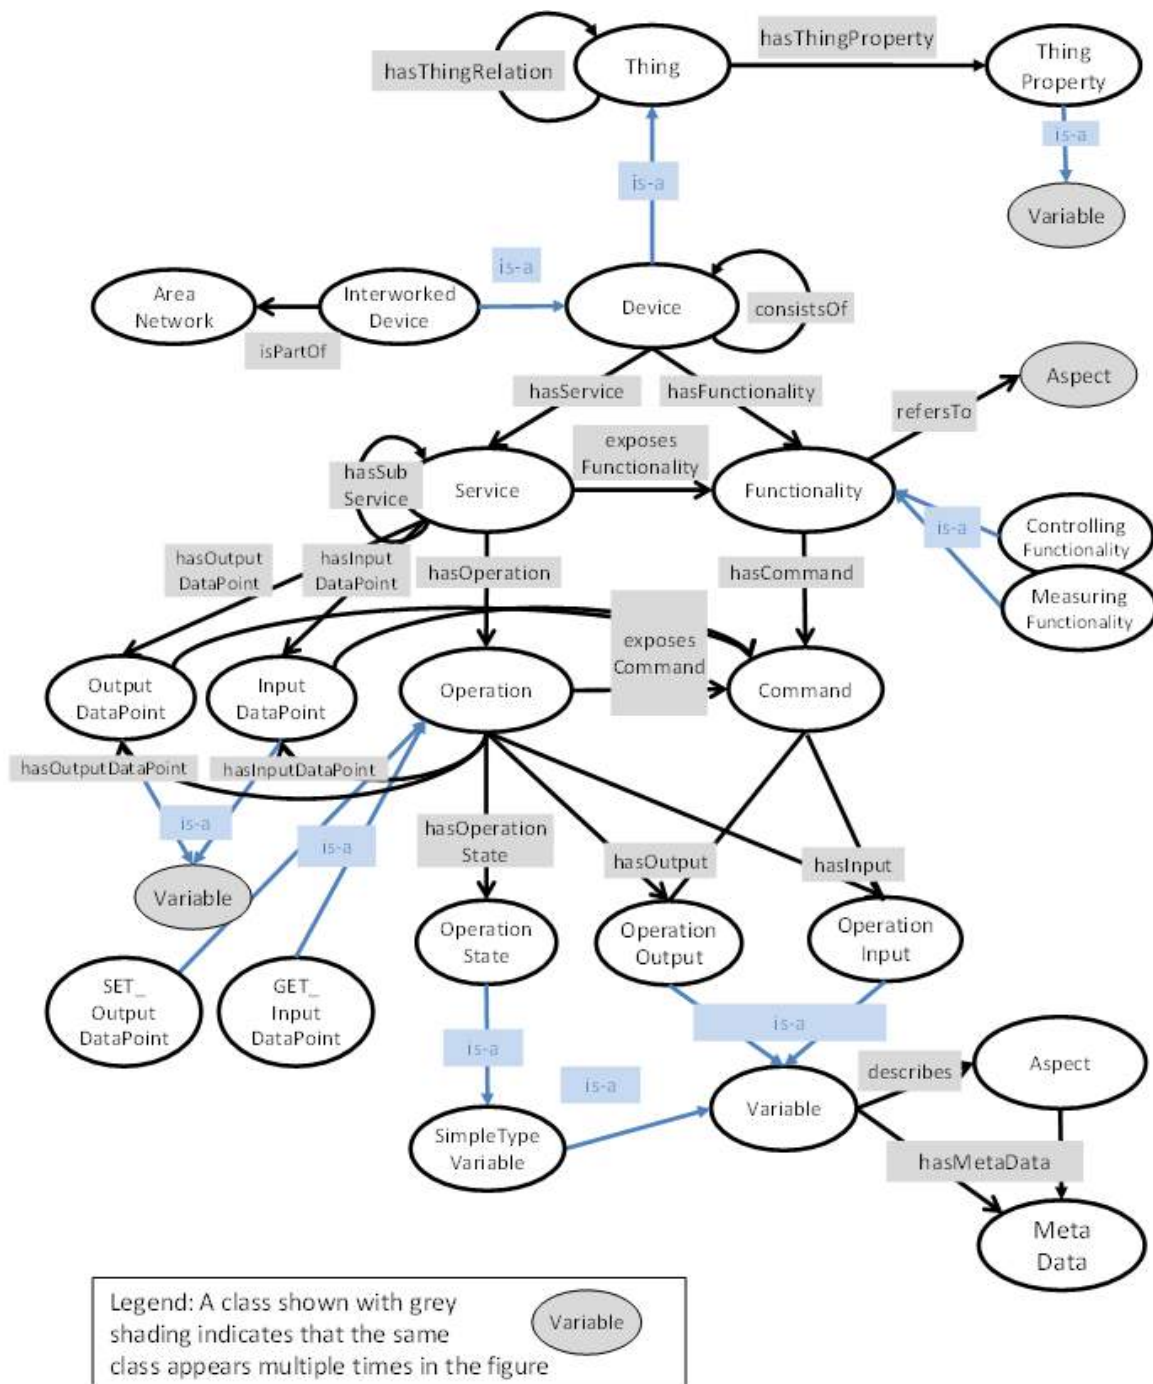 hasThingRelation
Thing
hasThingProperty
Thing
Property
is-a
is-a
Variable
Area
Network
Interworked
Device
is-a
Device
consistsOf
isPartOf
hasService
hasFunctionality
Aspect
refersTo
hasSub
Service
Service
exposes
Functionality
Functionality
is-a
Controlling
Functionality
Measuring
Functionality
hasOutput
DataPoint
hasInput
DataPoint
hasOperation
hasCommand
exposes
Command
Output
DataPoint
Input
DataPoint
Operation
Command
hasOutputDataPoint
hasInputDataPoint
is-a
is-a
hasOperation
State
hasOutput
hasInput
Variable
Operation
State
Operation
Output
Operation
Input
SET_
Output
DataPoint
GET_
Input
DataPoint
is-a
is-a
is-a
describes
Aspect
Variable
SimpleType
Variable
hasMetaData
Meta
Data
Legend: A class shown with grey
shading indicates that the same
class appears multiple times in the figure
Variable